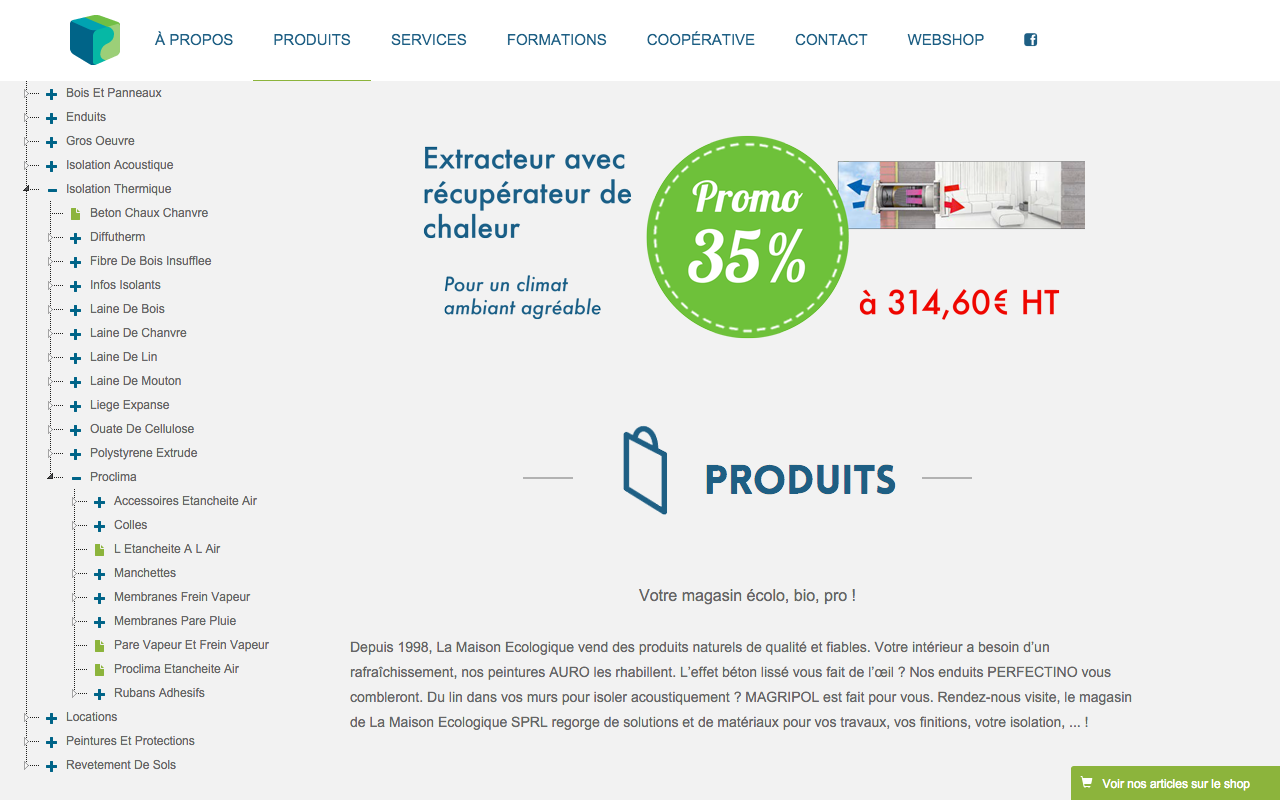 À PROPOS
PRODUITS
SERVICES
FORMATIONS
COOPÉRATIVE
CONTACT
WEBSHOP
Bois Et Panneaux
Enduits
Gros Oeuvre
Isolation Acoustique
Isolation Thermique
Beton Chaux Chanvre
Diffutherm
Fibre De Bois Insufflee
Infos Isolants
Laine De Bois
Laine De Chanvre
Laine De Lin
Laine De Mouton
Liege Expanse
Ouate De Cellulose
Polystyrene Extrude
Proclima
Accessoires Etancheite Air
Colles
L Etancheite A L Air
Manchettes
Membranes Frein Vapeur
Membranes Pare Pluie
Pare Vapeur Et Frein Vapeur
Proclima Etancheite Air
Rubans Adhesifs
Locations
Peintures Et Protections
Revetement De Sols
Extracteur avec
récupérateur de
chaleur
Pour un climat
ambiant agréable
Promo
35%
à 314,60€ HT
PRODUITS
Votre magasin écolo, bio, pro !
Depuis 1998, La Maison Ecologique vend des produits naturels de qualité et fiables. Votre intérieur a besoin d’un
rafraîchissement, nos peintures AURO les rhabillent. L’effet béton lissé vous fait de l’œil ? Nos enduits PERFECTINO vous
combleront. Du lin dans vos murs pour isoler acoustiquement ? MAGRIPOL est fait pour vous. Rendez-nous visite, le magasin
de La Maison Ecologique SPRL regorge de solutions et de matériaux pour vos travaux, vos finitions, votre isolation, ... !
Voir nos articles sur le shop